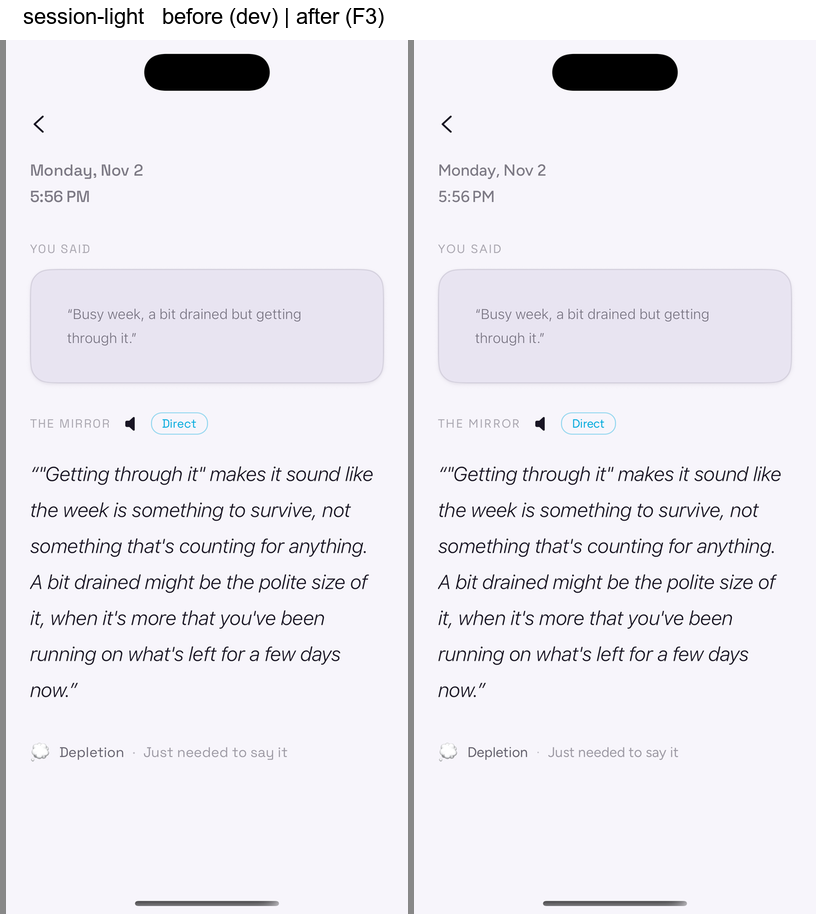 session-light before (dev) | after (F3)
Monday, Nov 2
5:56 PM
YOU SAID
“Busy week, a bit drained but getting
through it.”
THE MIRROR Direct
“"Getting through it" makes it sound like
the week is something to survive, not
something that's counting for anything.
A bit drained might be the polite size of
it, when it's more that you've been
running on what's left for a few days
now.”
Depletion · Just needed to say it
Monday, Nov 2
5:56 PM
YOU SAID
“Busy week, a bit drained but getting
through it.”
THE MIRROR Direct
“"Getting through it" makes it sound like
the week is something to survive, not
something that's counting for anything.
A bit drained might be the polite size of
it, when it's more that you've been
running on what's left for a few days
now.”
Depletion · Just needed to say it